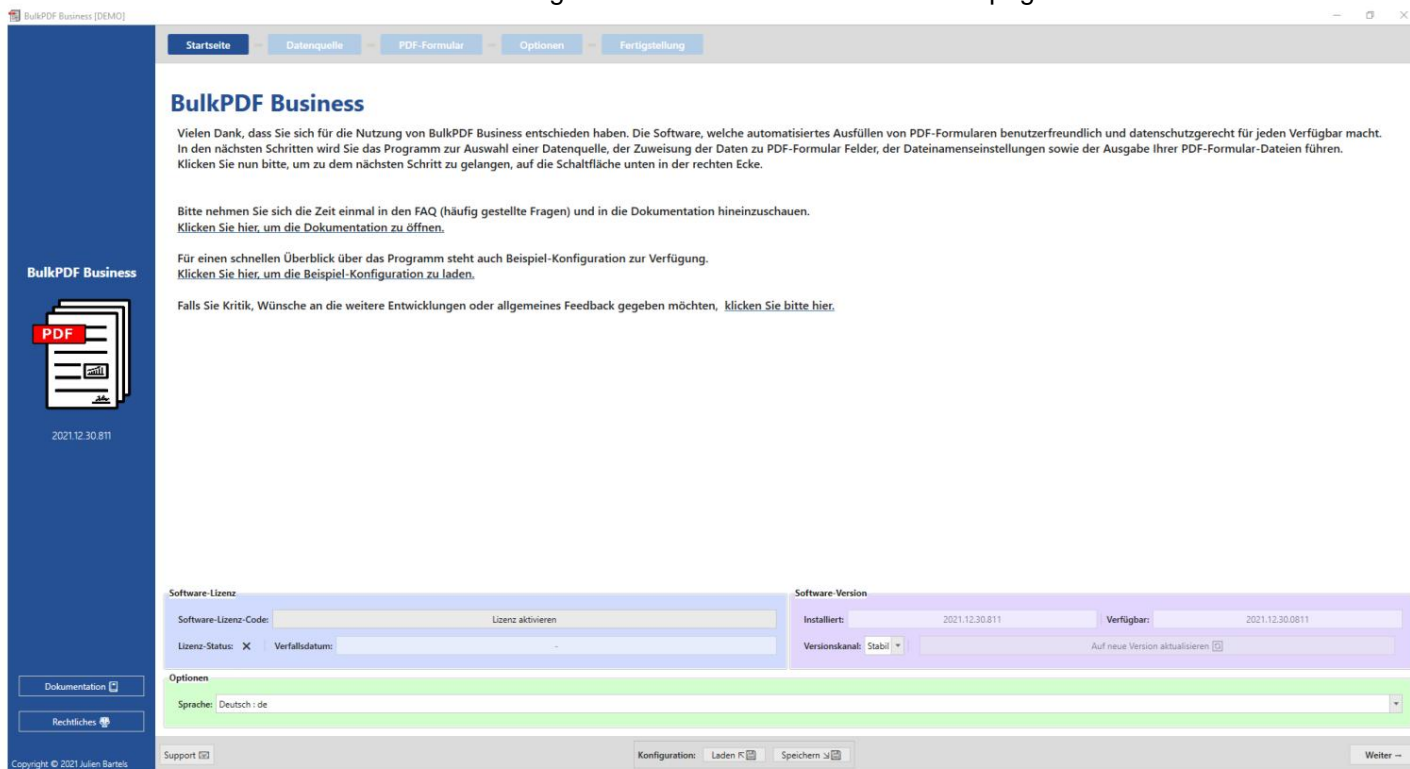 BulkPDF Business [DEMO]
Startseite
Datenquelle
PDF-Formular
Optionen
Fertigstellung
BulkPDF Business
Vielen Dank, dass Sie sich für die Nutzung von BulkPDF Business entschieden haben. Die Software, welche automatisiertes Ausfüllen von PDF-Formularen benutzerfreundlich und datenschutzgerecht für jeden Verfügbar macht.
In den nächsten Schritten wird Sie das Programm zur Auswahl einer Datenquelle, der Zuweisung der Daten zu PDF-Formular Felder, der Dateinamenseinstellungen sowie der Ausgabe Ihrer PDF-Formular-Dateien führen.
Klicken Sie nun bitte, um zu dem nächsten Schritt zu gelangen, auf die Schaltfläche unten in der rechten Ecke.
Bitte nehmen Sie sich die Zeit einmal in den FAQ (häufig gestellte Fragen) und in die Dokumentation hineinzuschauen.
Klicken Sie hier, um die Dokumentation zu öffnen.
Für einen schnellen Überblick über das Programm steht auch Beispiel-Konfiguration zur Verfügung.
Klicken Sie hier, um die Beispiel-Konfiguration zu laden.
Falls Sie Kritik, Wünsche an die weitere Entwicklungen oder allgemeines Feedback gegeben möchten, klicken Sie bitte hier.
BulkPDF Business
PDF
2021.12.30.811
Dokumentation
Rechtliches
Copyright © 2021 Julien Bartels
Software-Lizenz
Software-Lizenz-Code: Lizenz aktivieren
Lizenz-Status: X Verfallsdatum: -
Software-Version
Installiert: 2021.12.30.811 Verfügbar: 2021.12.30.0811
Versionskanal: Stabil Auf neue Version aktualisieren
Optionen
Sprache: Deutsch : de
Support
Konfiguration: Laden Speichern
Weiter →